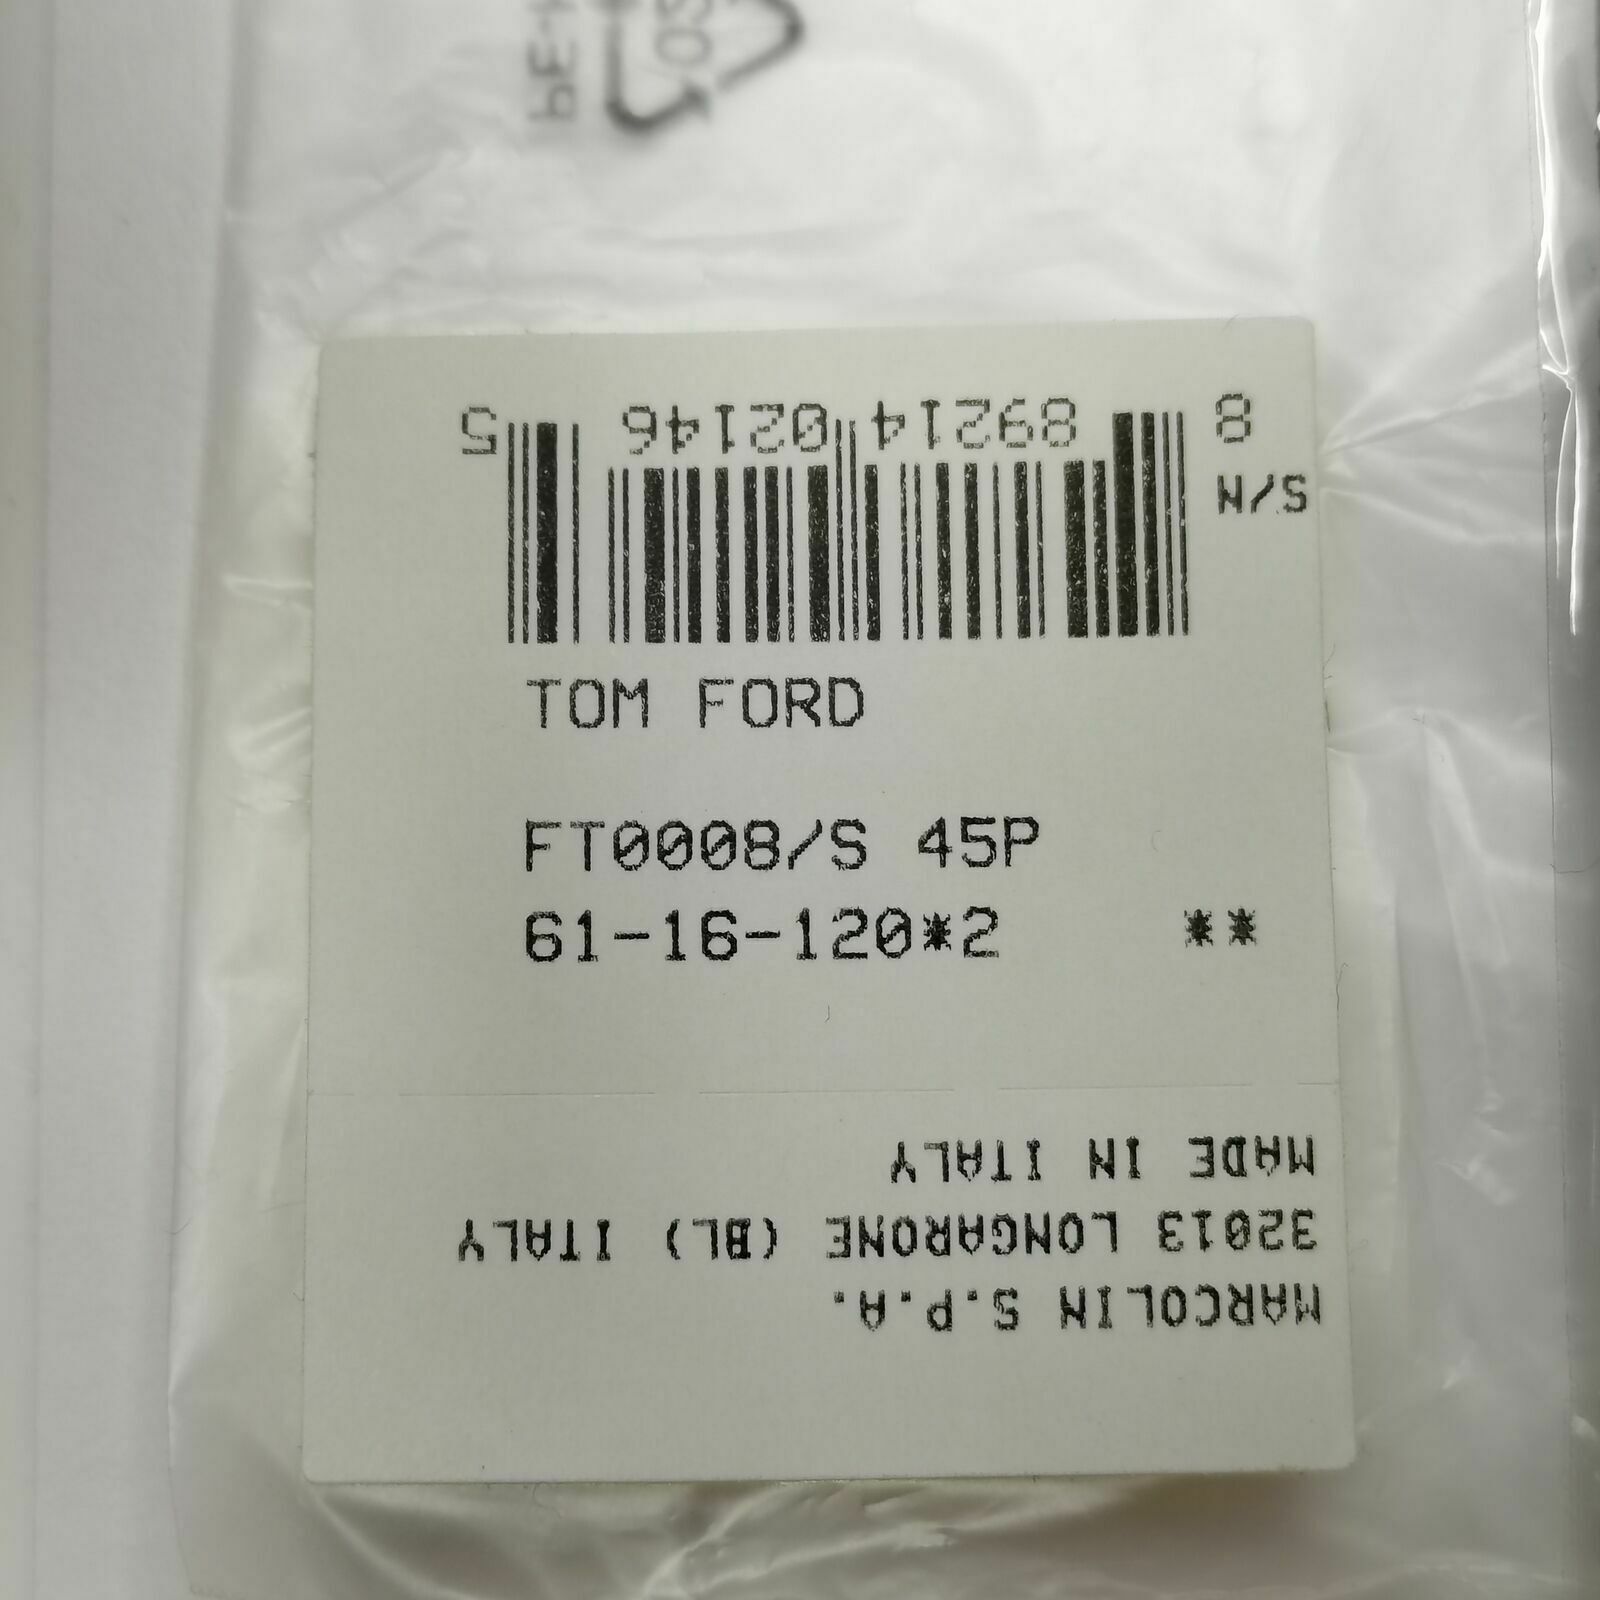 8 89214 02146 5
S/N
TOM FORD
FT0008/S 45P
61-16-120*2 **
MARCOLIN S.P.A.
32013 LONGARONE (BL) ITALY
MADE IN ITALY